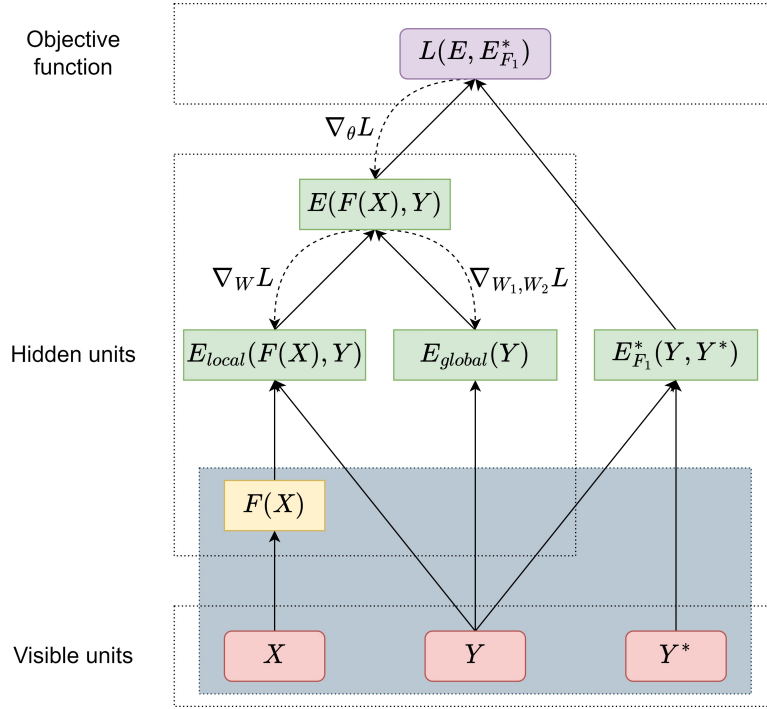 Objective
function
L(E, E*_{F_1})
∇_θ L
E(F(X), Y)
∇_W L
∇_{W_1,W_2} L
Hidden units
E_{local}(F(X), Y)
E_{global}(Y)
E*_{F_1}(Y, Y*)
F(X)
Visible units
X
Y
Y*